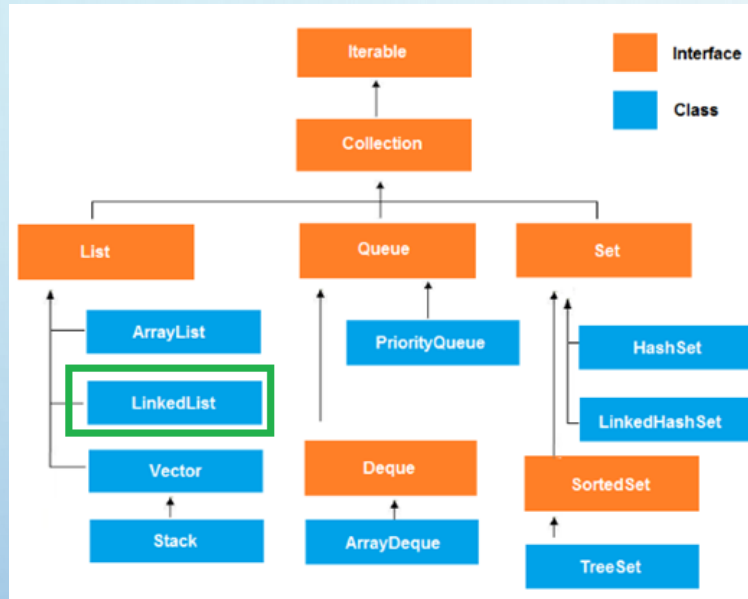 Iterable
Interface
Class
Collection
List
Queue
Set
ArrayList
PriorityQueue
HashSet
LinkedList
LinkedHashSet
Vector
Deque
SortedSet
Stack
ArrayDeque
TreeSet